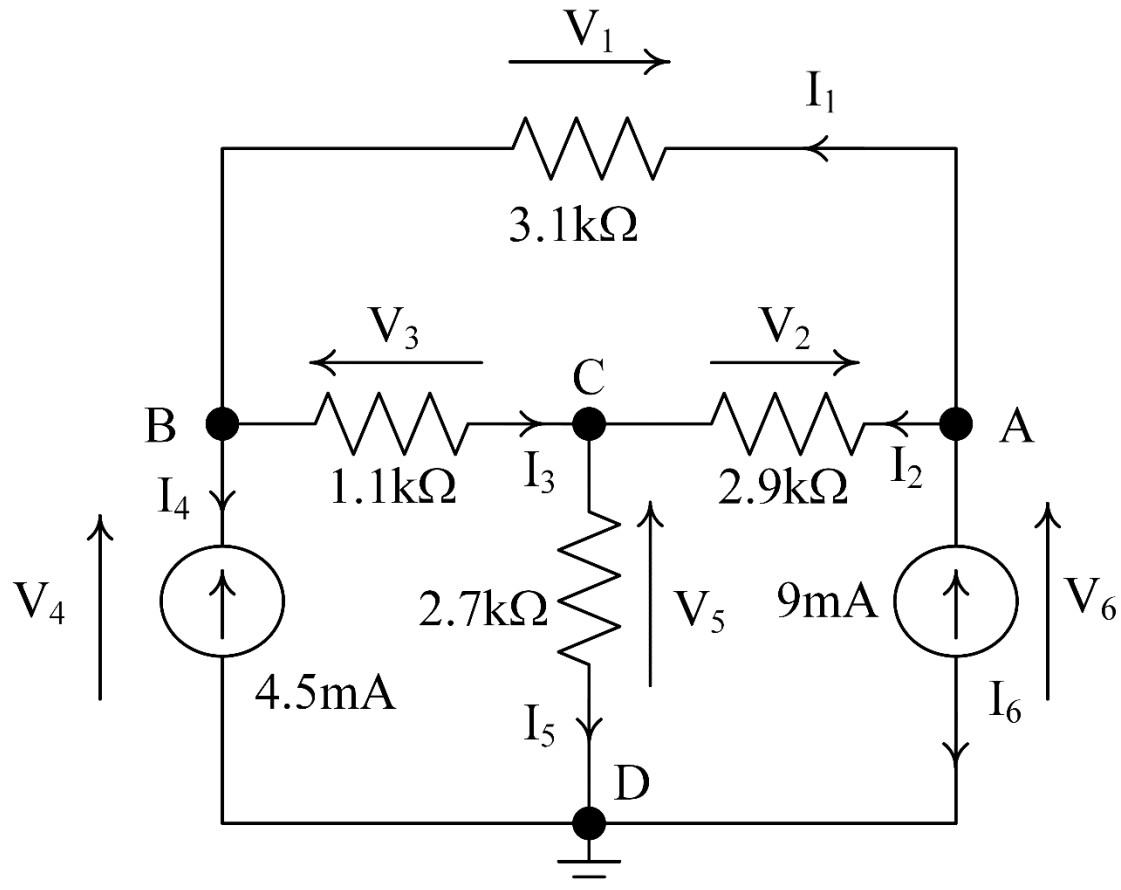 V₁
I₁
3.1kΩ
V₃
V₂
C
B
A
I₃
I₂
1.1kΩ
2.9kΩ
I₄
V₄
2.7kΩ
V₅
9mA
V₆
4.5mA
I₅
I₆
D